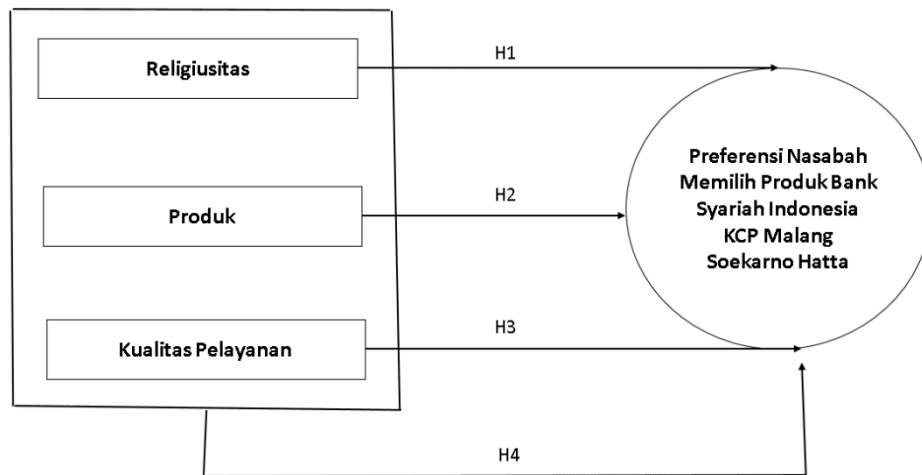 Religiusitas
H1
Preferensi Nasabah
Memilih Produk Bank
Syariah Indonesia
KCP Malang
Soekarno Hatta
Produk
H2
Kualitas Pelayanan
H3
H4